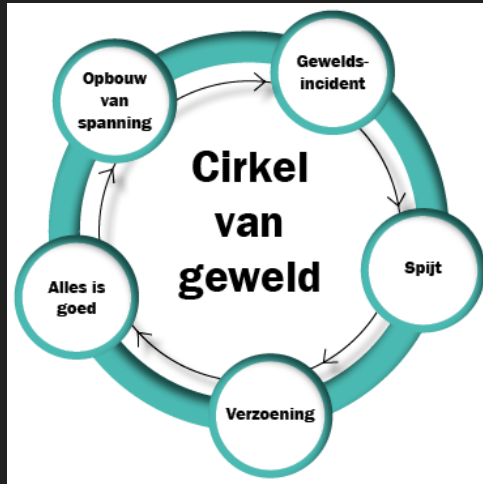 Cirkel
van
geweld
Opbouw
van
spanning
Gewelds-
incident
Spijt
Verzoening
Alles is
goed